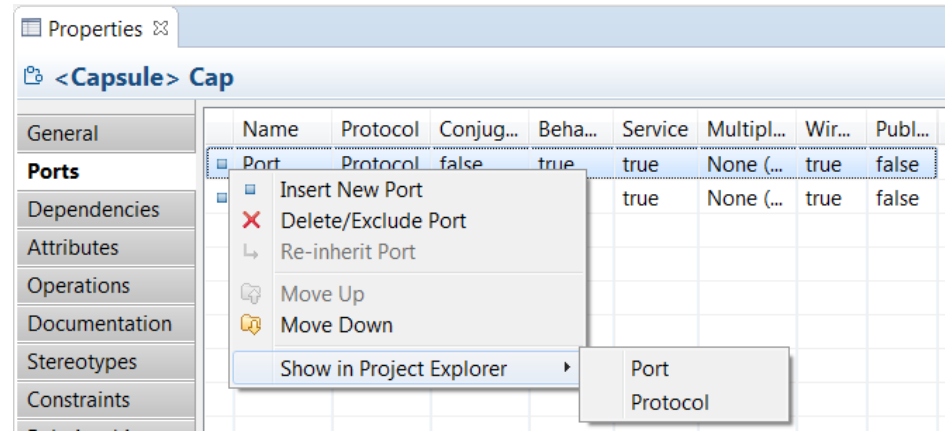 Properties
<Capsule> Cap
General
Ports
Dependencies
Attributes
Operations
Documentation
Stereotypes
Constraints
Name Protocol Conjug... Beha... Service Multipl... Wir... Publ...
Port Protocol false true true None (... true false
true None (... true false
Insert New Port
Delete/Exclude Port
Re-inherit Port
Move Up
Move Down
Show in Project Explorer
Port
Protocol